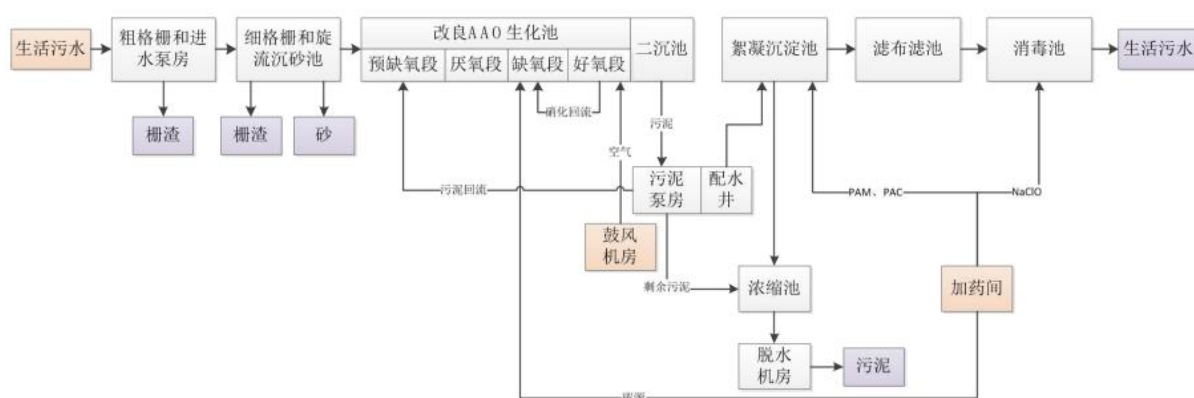 生活污水
粗格栅和进
水泵房
细格栅和旋
流沉砂池
改良AAO生化池
预缺氧段
厌氧段
缺氧段
好氧段
二沉池
絮凝沉淀池
滤布滤池
消毒池
生活污水
栅渣
栅渣
砂
硝化回流
污泥
空气
污泥回流
污泥
泵房
配水
井
PAM、PAC
NaClO
鼓风
机房
剩余污泥
浓缩池
加药间
脱水
机房
污泥